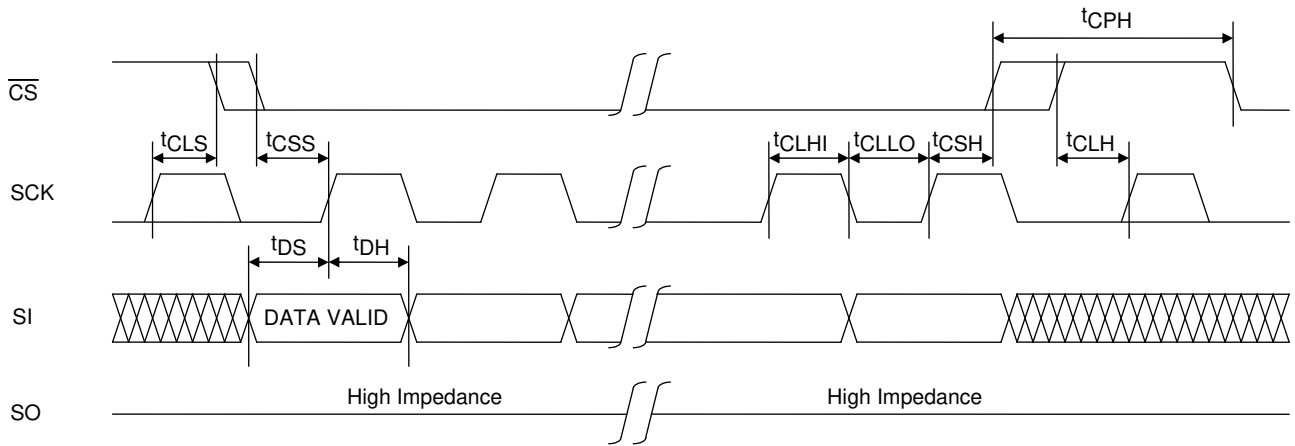 tCPH
CS
tCLS tCSS tCLHI tCLLO tCSH tCLH
SCK
tDS tDH
SI DATA VALID
High Impedance High Impedance
SO